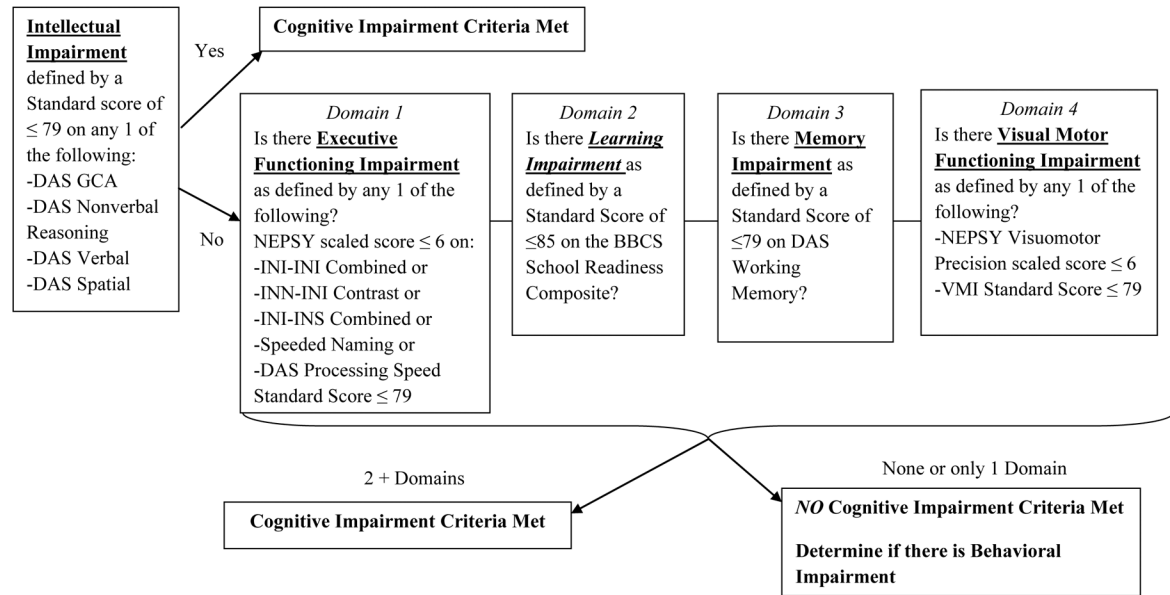 Intellectual
Impairment
defined by a
Standard score of
≤ 79 on any 1 of
the following:
-DAS GCA
-DAS Nonverbal
Reasoning
-DAS Verbal
-DAS Spatial
Yes
Cognitive Impairment Criteria Met
No
Domain 1
Is there Executive
Functioning Impairment
as defined by any 1 of the
following?
NEPSY scaled score ≤ 6 on:
-INI-INI Combined or
-INN-INI Contrast or
-INI-INS Combined or
-Speeded Naming or
-DAS Processing Speed
Standard Score ≤ 79
Domain 2
Is there Learning
Impairment as
defined by a
Standard Score of
≤85 on the BBCS
School Readiness
Composite?
Domain 3
Is there Memory
Impairment as
defined by a
Standard Score of
≤79 on DAS
Working
Memory?
Domain 4
Is there Visual Motor
Functioning Impairment
as defined by any 1 of the
following?
-NEPSY Visuomotor
Precision scaled score ≤ 6
-VMI Standard Score ≤ 79
2 + Domains
Cognitive Impairment Criteria Met
None or only 1 Domain
NO Cognitive Impairment Criteria Met
Determine if there is Behavioral
Impairment